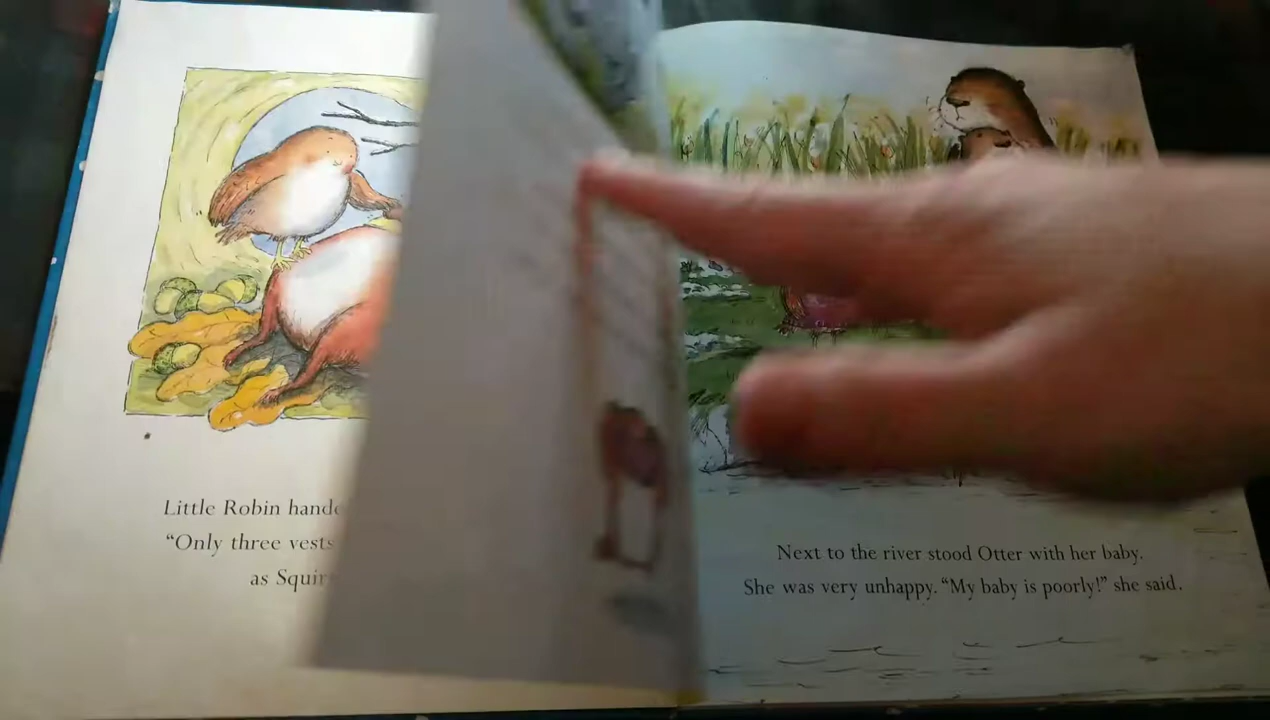 Little Robin hande
“Only three vests
as Squir
Next to the river stood Otter with her baby.
She was very unhappy. “My baby is poorly!” she said.